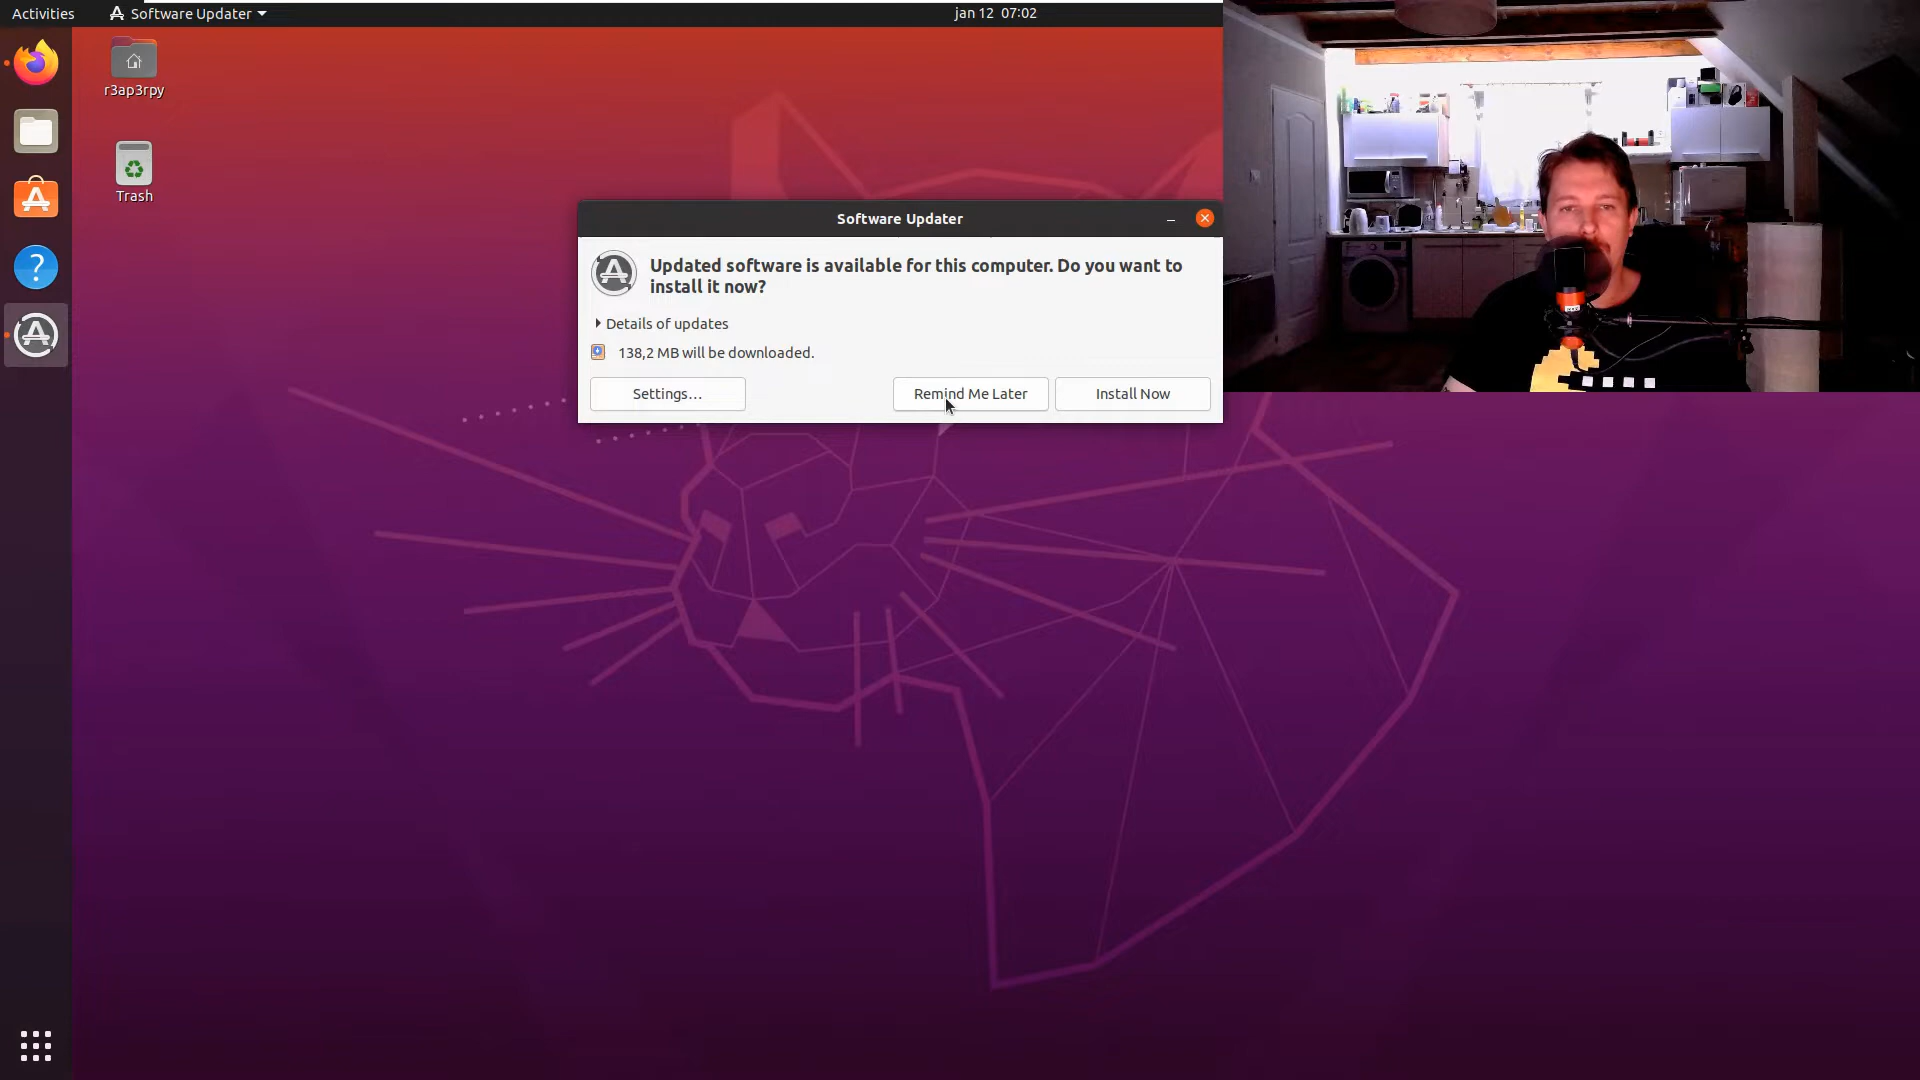 Activities
Software Updater
jan 12 07:02
r3ap3rpy
Trash
Software Updater
Updated software is available for this computer. Do you want to
install it now?
Details of updates
138,2 MB will be downloaded.
Settings…
Remind Me Later
Install Now